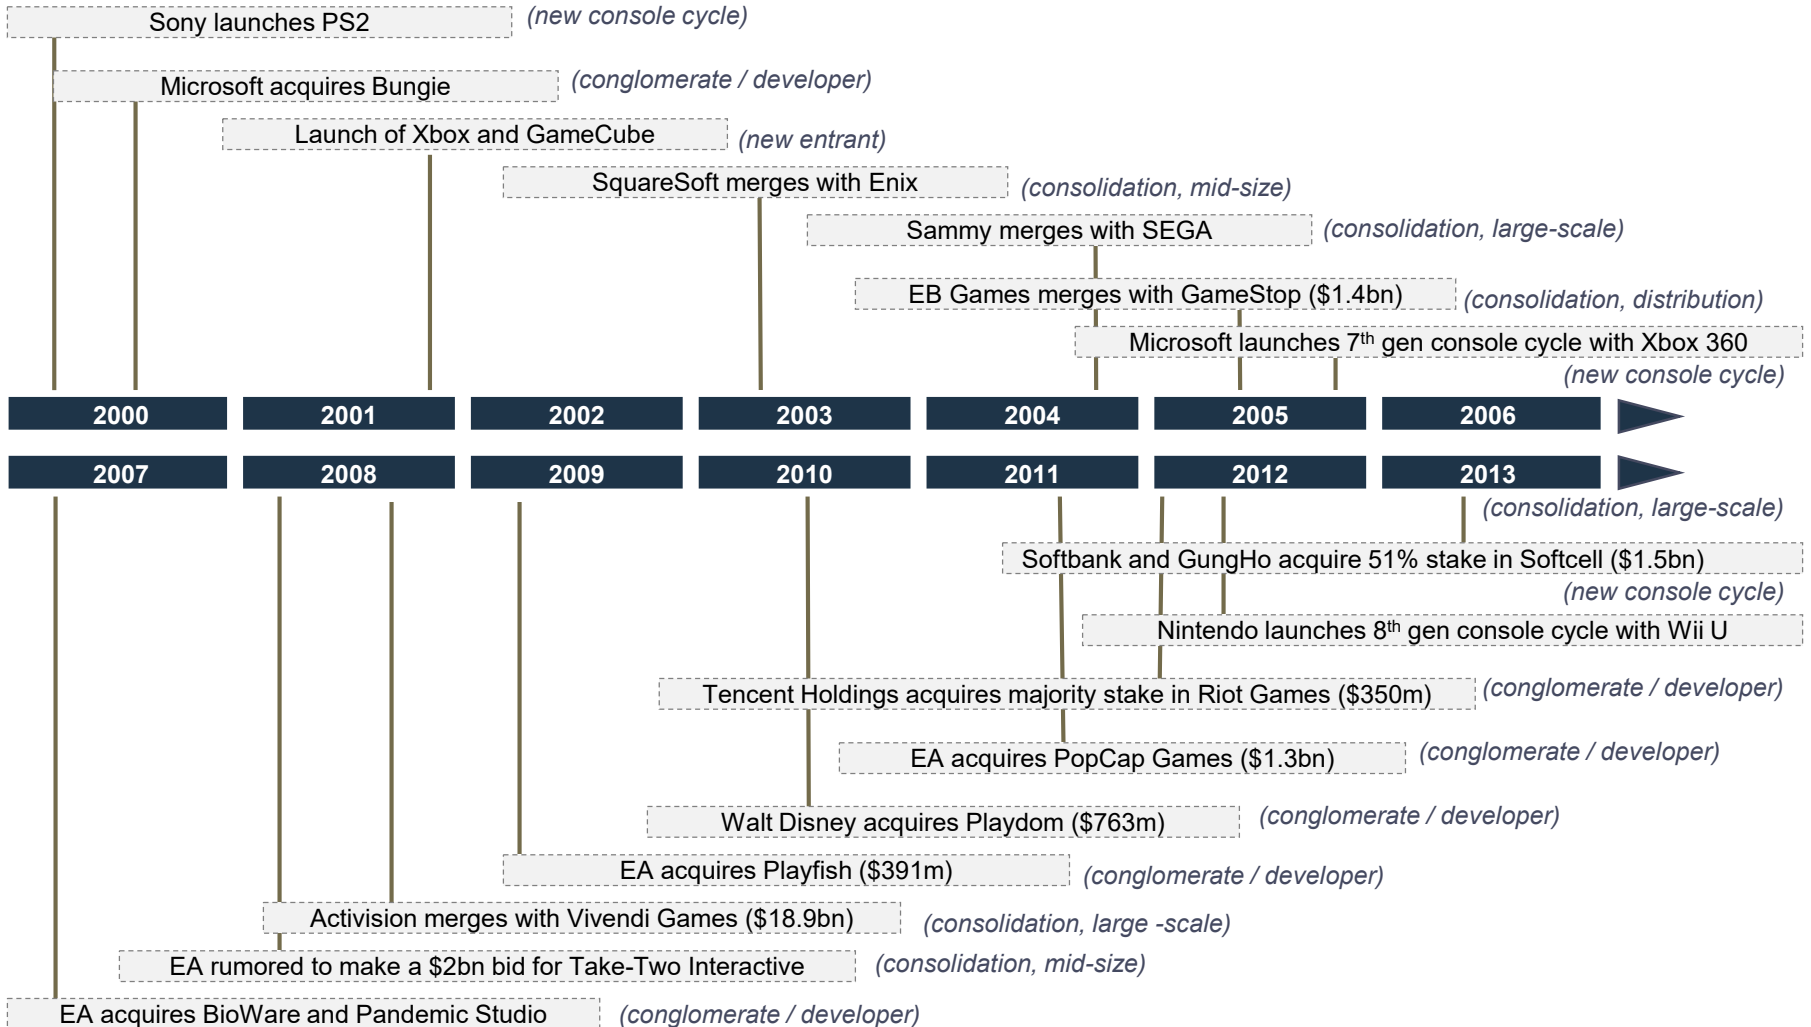 Sony launches PS2 (new console cycle)
Microsoft acquires Bungie (conglomerate / developer)
Launch of Xbox and GameCube (new entrant)
SquareSoft merges with Enix (consolidation, mid-size)
Sammy merges with SEGA (consolidation, large-scale)
EB Games merges with GameStop ($1.4bn) (consolidation, distribution)
Microsoft launches 7th gen console cycle with Xbox 360
(new console cycle)
2000 2001 2002 2003 2004 2005 2006
2007 2008 2009 2010 2011 2012 2013
(consolidation, large-scale)
Softbank and GungHo acquire 51% stake in Softcell ($1.5bn)
(new console cycle)
Nintendo launches 8th gen console cycle with Wii U
Tencent Holdings acquires majority stake in Riot Games ($350m) (conglomerate / developer)
EA acquires PopCap Games ($1.3bn) (conglomerate / developer)
Walt Disney acquires Playdom ($763m) (conglomerate / developer)
EA acquires Playfish ($391m) (conglomerate / developer)
Activision merges with Vivendi Games ($18.9bn) (consolidation, large -scale)
EA rumored to make a $2bn bid for Take-Two Interactive (consolidation, mid-size)
EA acquires BioWare and Pandemic Studio (conglomerate / developer)